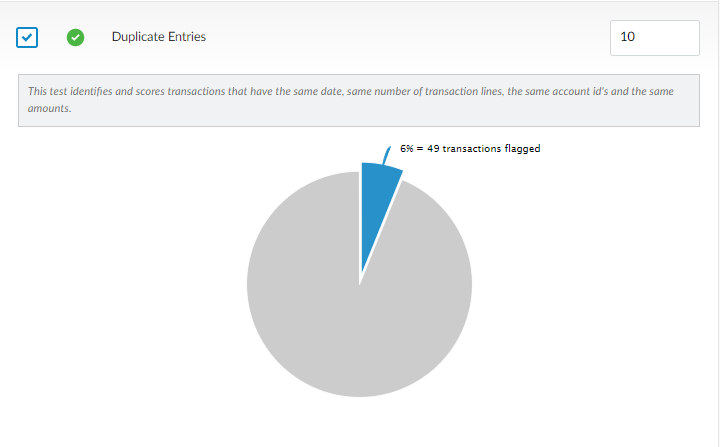 Duplicate Entries
10
This test identifies and scores transactions that have the same date, same number of transaction lines, the same account id's and the same
amounts.
6% = 49 transactions flagged